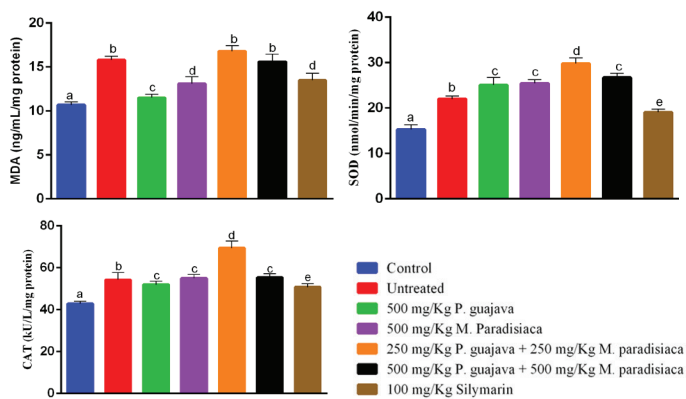 MDA (ng/mL/mg protein)
20
15
10
5
0
a
b
c
d
b
b
d
SOD (nmol/min/mg protein)
40
30
20
10
0
a
b
c
c
d
c
e
CAT (kU/L/mg protein)
80
60
40
20
0
a
b
c
c
d
c
e
Control
Untreated
500 mg/Kg P. guajava
500 mg/Kg M. Paradisiaca
250 mg/Kg P. guajava + 250 mg/Kg M. paradisiaca
500 mg/Kg P. guajava + 500 mg/Kg M. paradisiaca
100 mg/Kg Silymarin